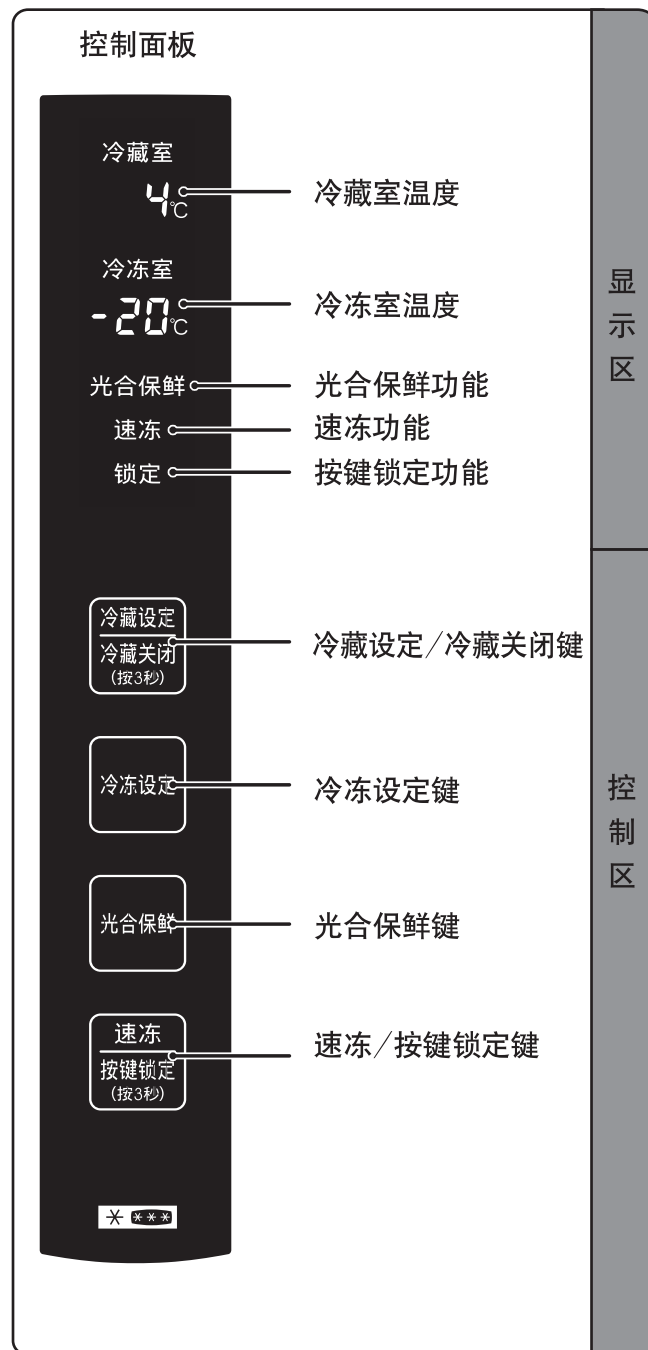 控制面板
冷藏室
4℃
冷藏室温度
冷冻室
-20℃
冷冻室温度
光合保鲜
光合保鲜功能
速冻
速冻功能
锁定
按键锁定功能
显示区
冷藏设定
冷藏关闭
(按3秒)
冷藏设定/冷藏关闭键
冷冻设定
冷冻设定键
光合保鲜
光合保鲜键
速冻
按键锁定
(按3秒)
速冻/按键锁定键
控制区